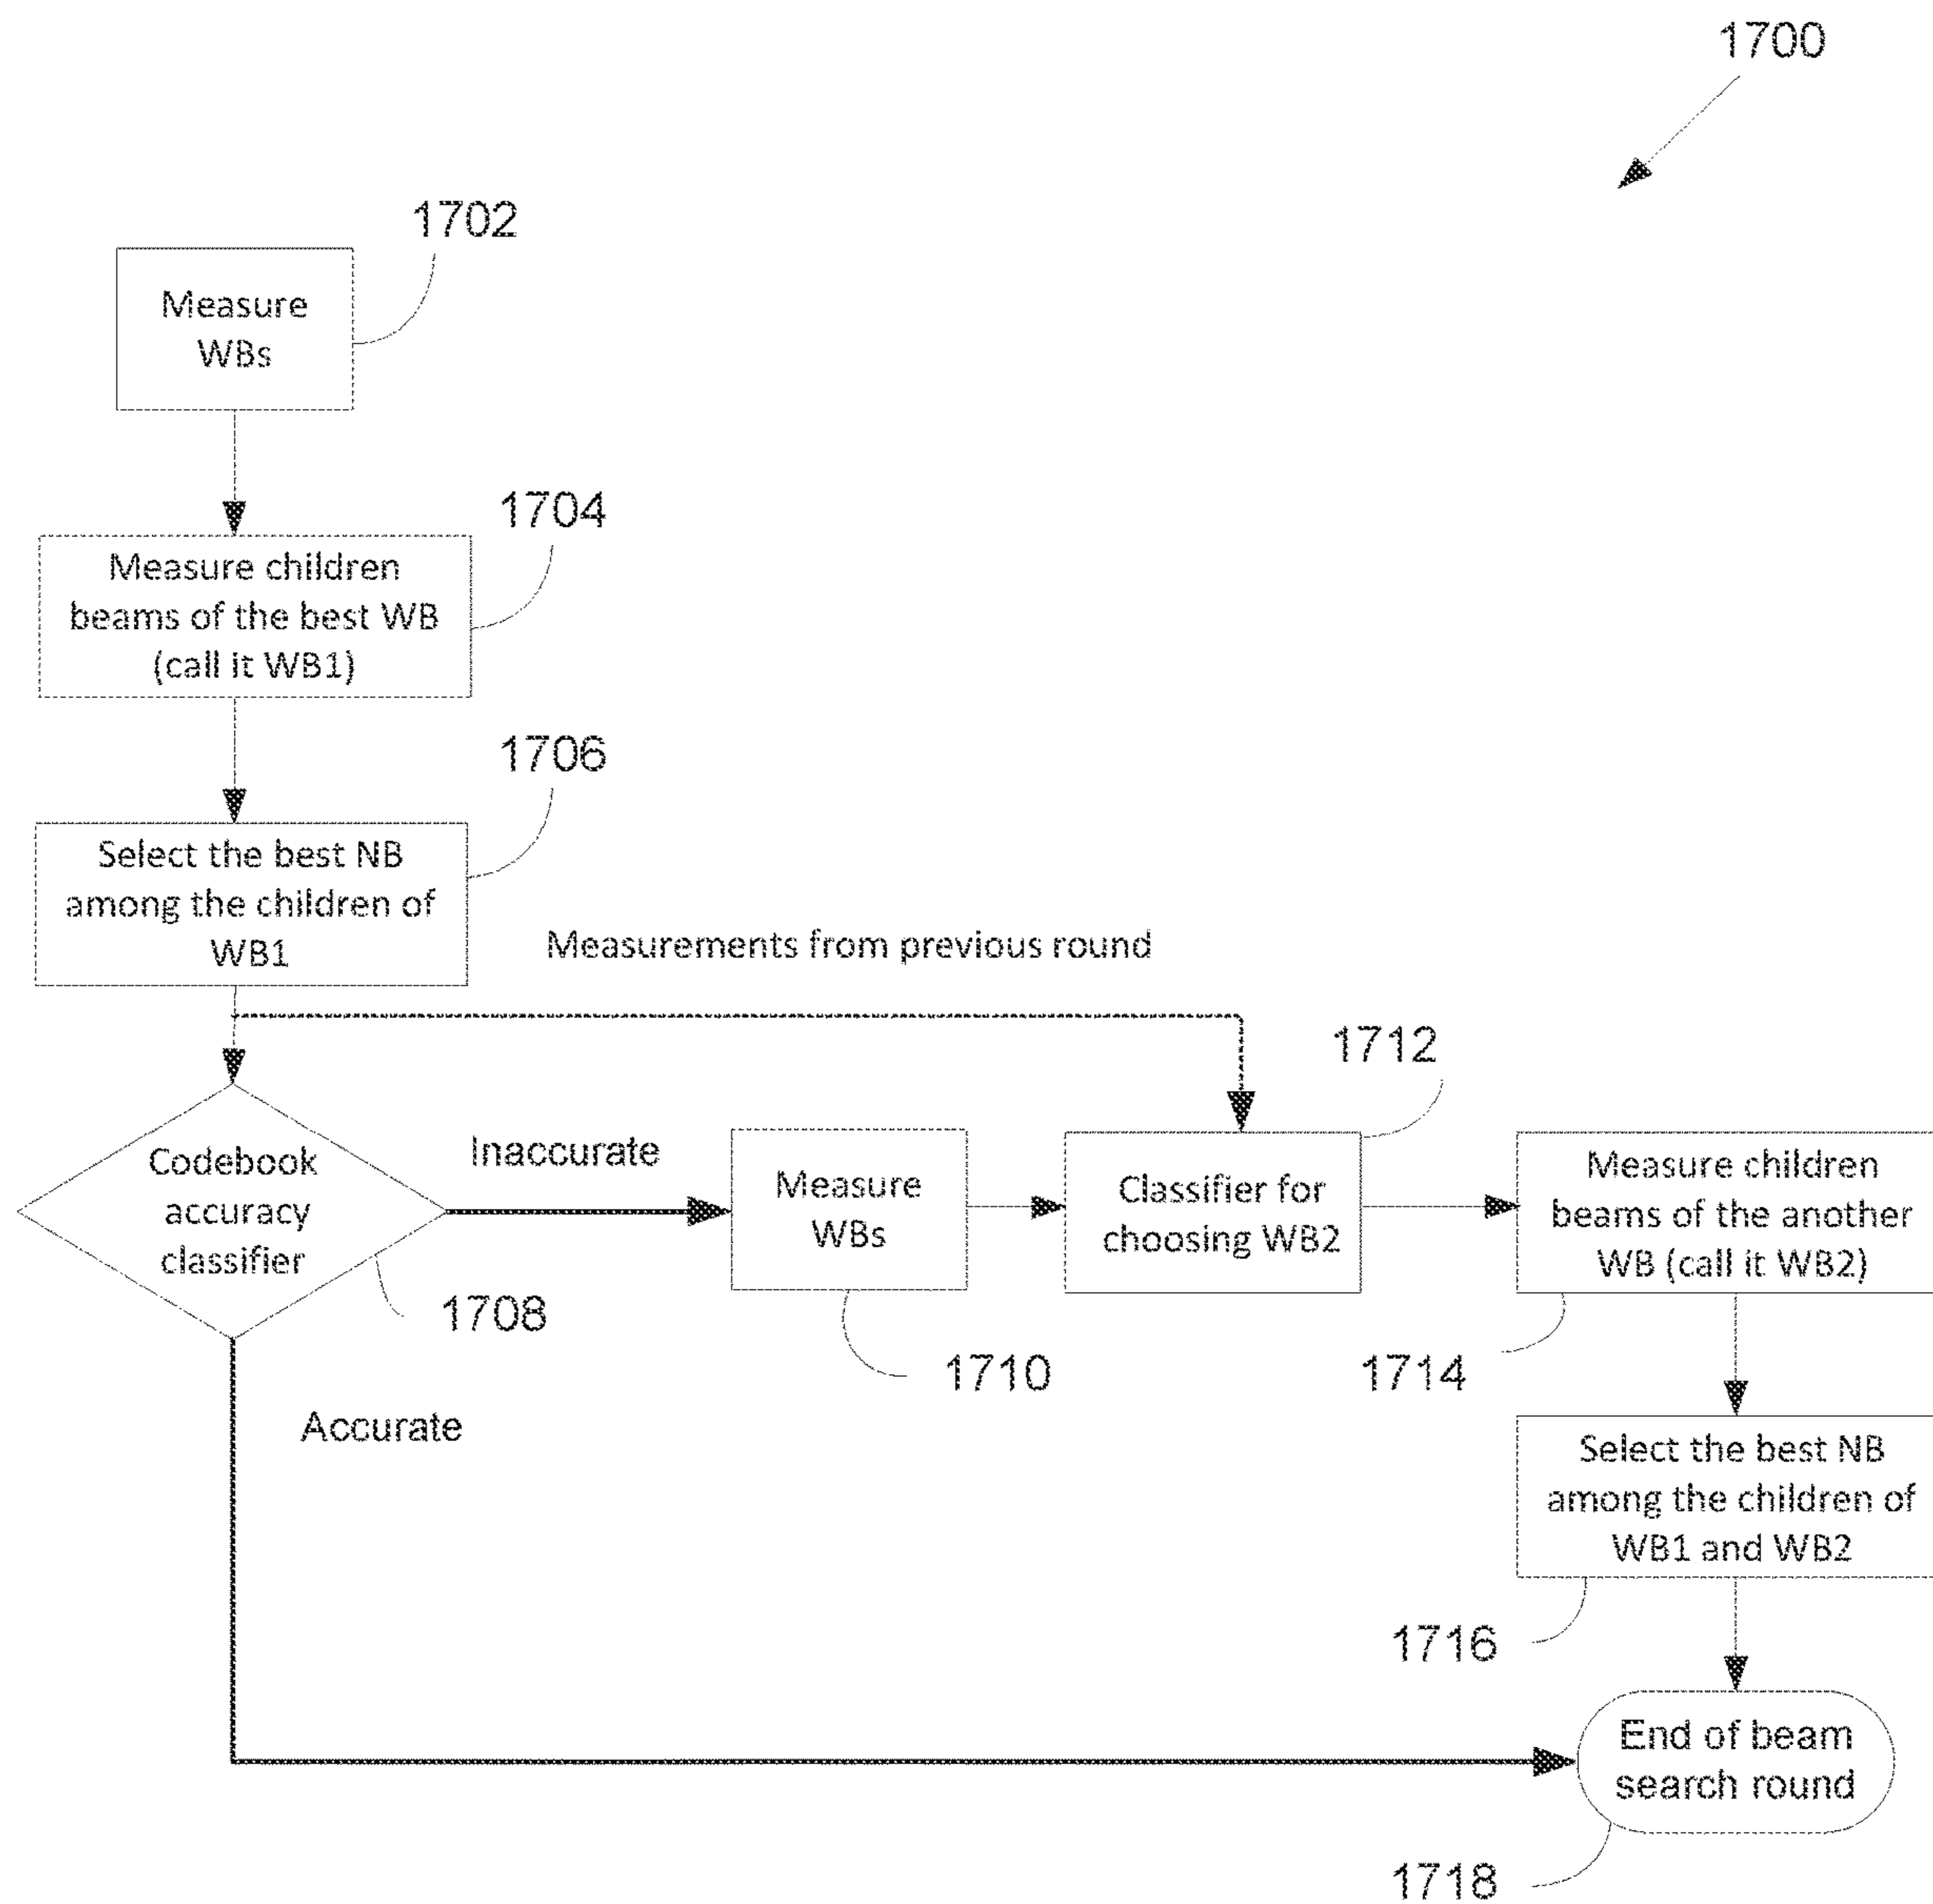 1700
1702
Measure
WBs
1704
Measure children
beams of the best WB
(call it WB1)
1706
Select the best NB
among the children of
WB1
Measurements from previous round
1712
Codebook
accuracy
classifier
1708
Inaccurate
Measure
WBs
1710
Classifier for
choosing WB2
Measure children
beams of the another
WB (call it WB2)
1714
Accurate
Select the best NB
among the children of
WB1 and WB2
1716
End of beam
search round
1718